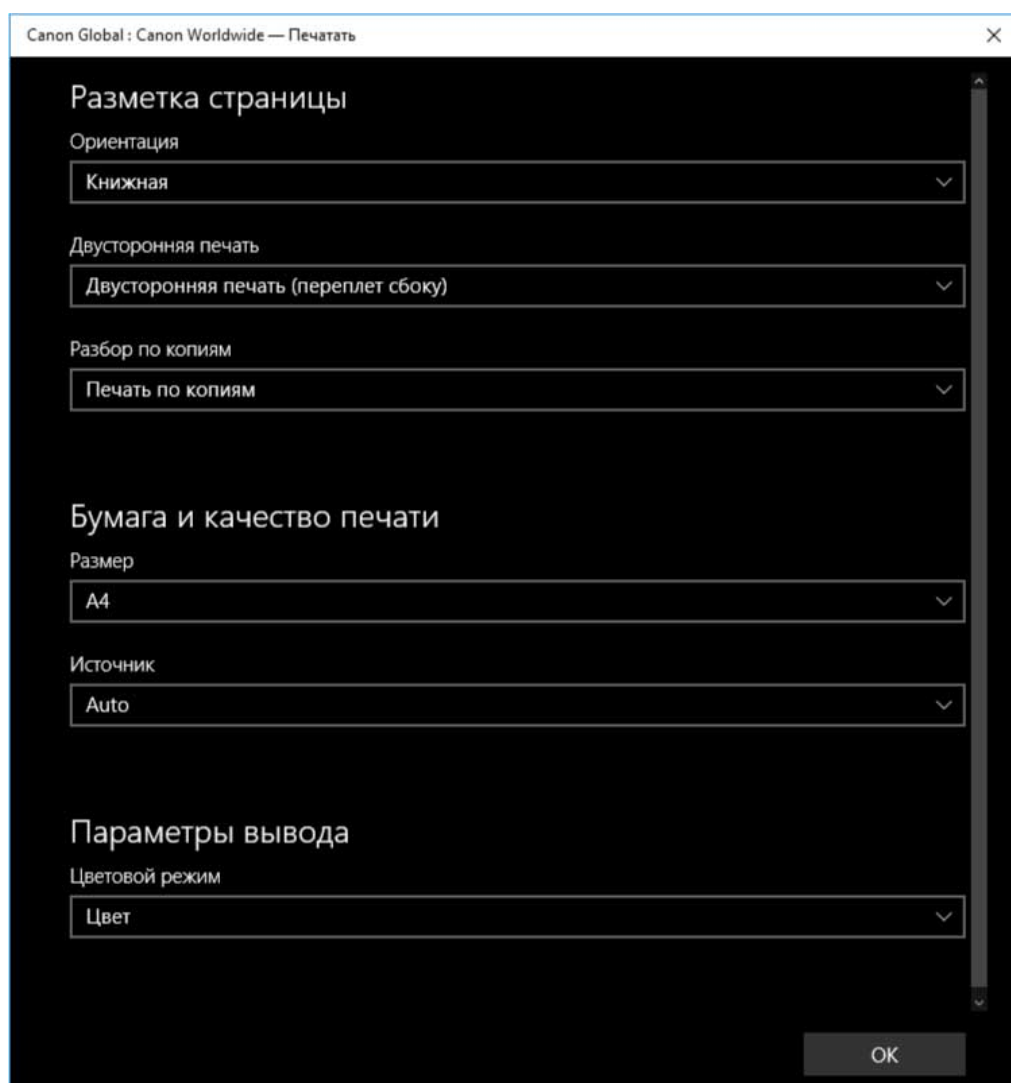 Canon Global : Canon Worldwide — Печатать
Разметка страницы
Ориентация
Книжная
Двусторонняя печать
Двусторонняя печать (переплет сбоку)
Разбор по копиям
Печать по копиям
Бумага и качество печати
Размер
A4
Источник
Auto
Параметры вывода
Цветовой режим
Цвет
OK